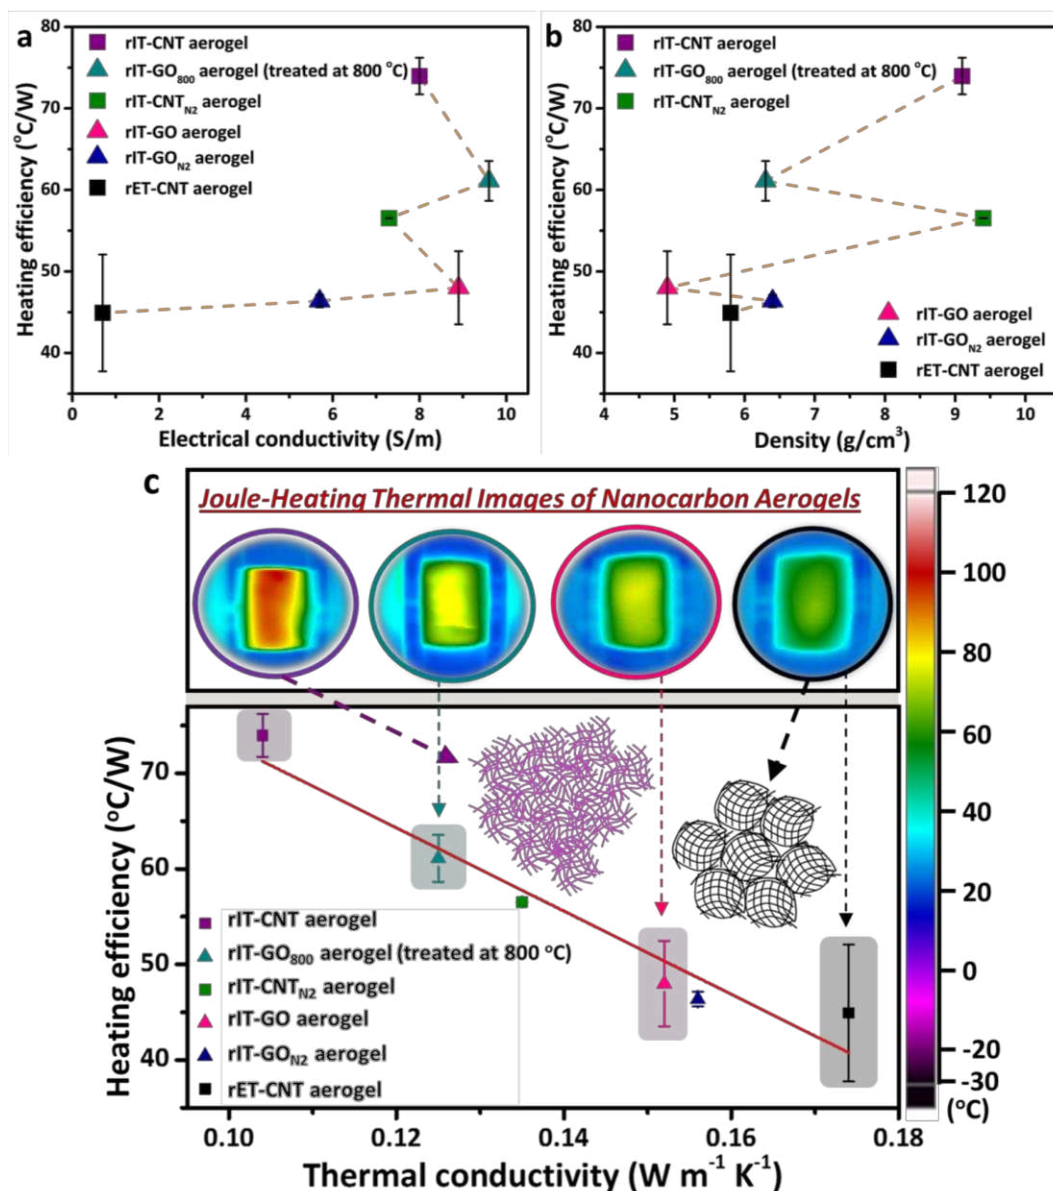 a
Heating efficiency (°C/W)
80
70
60
50
40
rIT-CNT aerogel
rIT-GO800 aerogel (treated at 800 °C)
rIT-CNTN2 aerogel
rIT-GO aerogel
rIT-GON2 aerogel
rET-CNT aerogel
0 2 4 6 8 10
Electrical conductivity (S/m)
b
Heating efficiency (°C/W)
80
70
60
50
40
rIT-CNT aerogel
rIT-GO800 aerogel (treated at 800 °C)
rIT-CNTN2 aerogel
rIT-GO aerogel
rIT-GON2 aerogel
rET-CNT aerogel
4 5 6 7 8 9 10
Density (g/cm³)
c
Joule-Heating Thermal Images of Nanocarbon Aerogels
120
100
80
60
40
20
0
-20
-30
(°C)
Heating efficiency (°C/W)
70
60
50
40
rIT-CNT aerogel
rIT-GO800 aerogel (treated at 800 °C)
rIT-CNTN2 aerogel
rIT-GO aerogel
rIT-GON2 aerogel
rET-CNT aerogel
0.10 0.12 0.14 0.16 0.18
Thermal conductivity (W m⁻¹ K⁻¹)